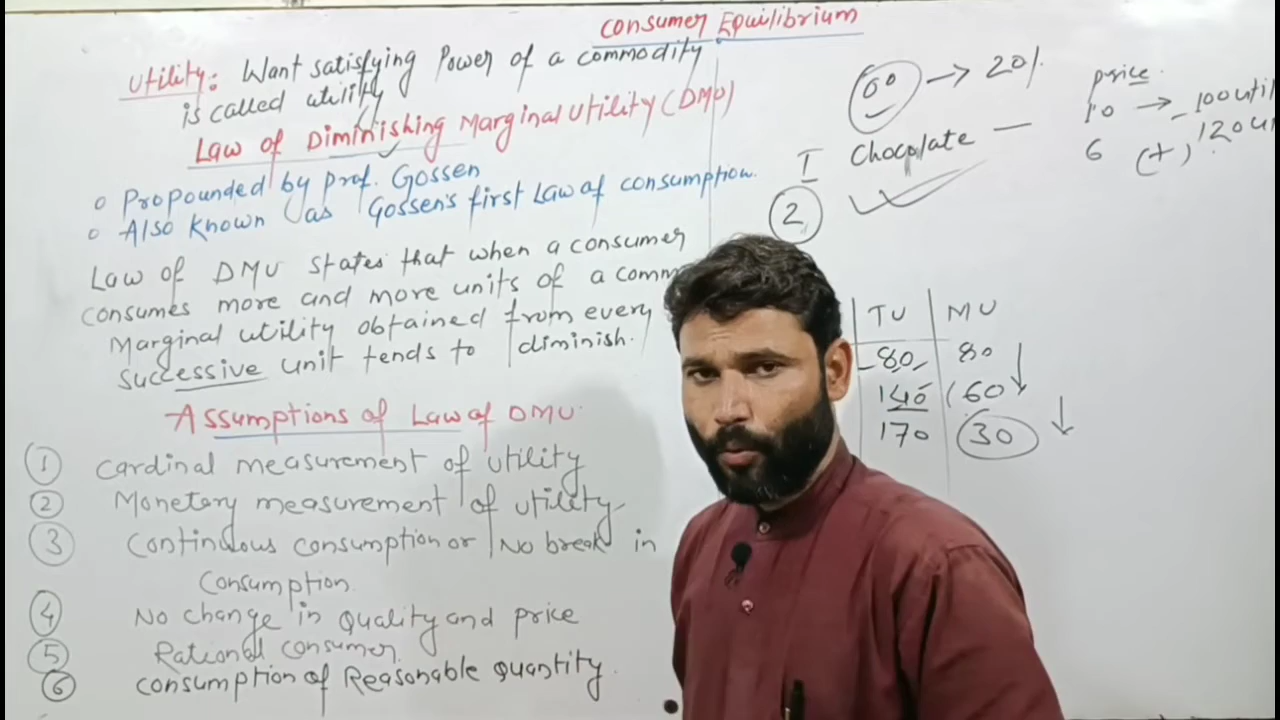 Consumer Equilibrium
Utility: Want satisfying Power of a commodity
is called utility
Law of Diminishing Marginal Utility (DMU)
o Propounded by Prof. Gossen
o Also known as Gossen's first Law of consumption.
Law of DMU states that when a consumer
consumes more and more units of a comm
Marginal utility obtained from every
successive unit tends to diminish.
Assumptions of Law of DMU
1 Cardinal measurement of utility
2 Monetary measurement of utility
3 Continuous consumption or No break in
Consumption
4 No change in Quality and price
5 Rational consumer
6 Consumption of Reasonable Quantity.
60 → 20%
I Chocolate —
2
price
10 → 100 util
6 (+) 120 u
TU MU
80 80 ↓
140 60
170 30 ↓